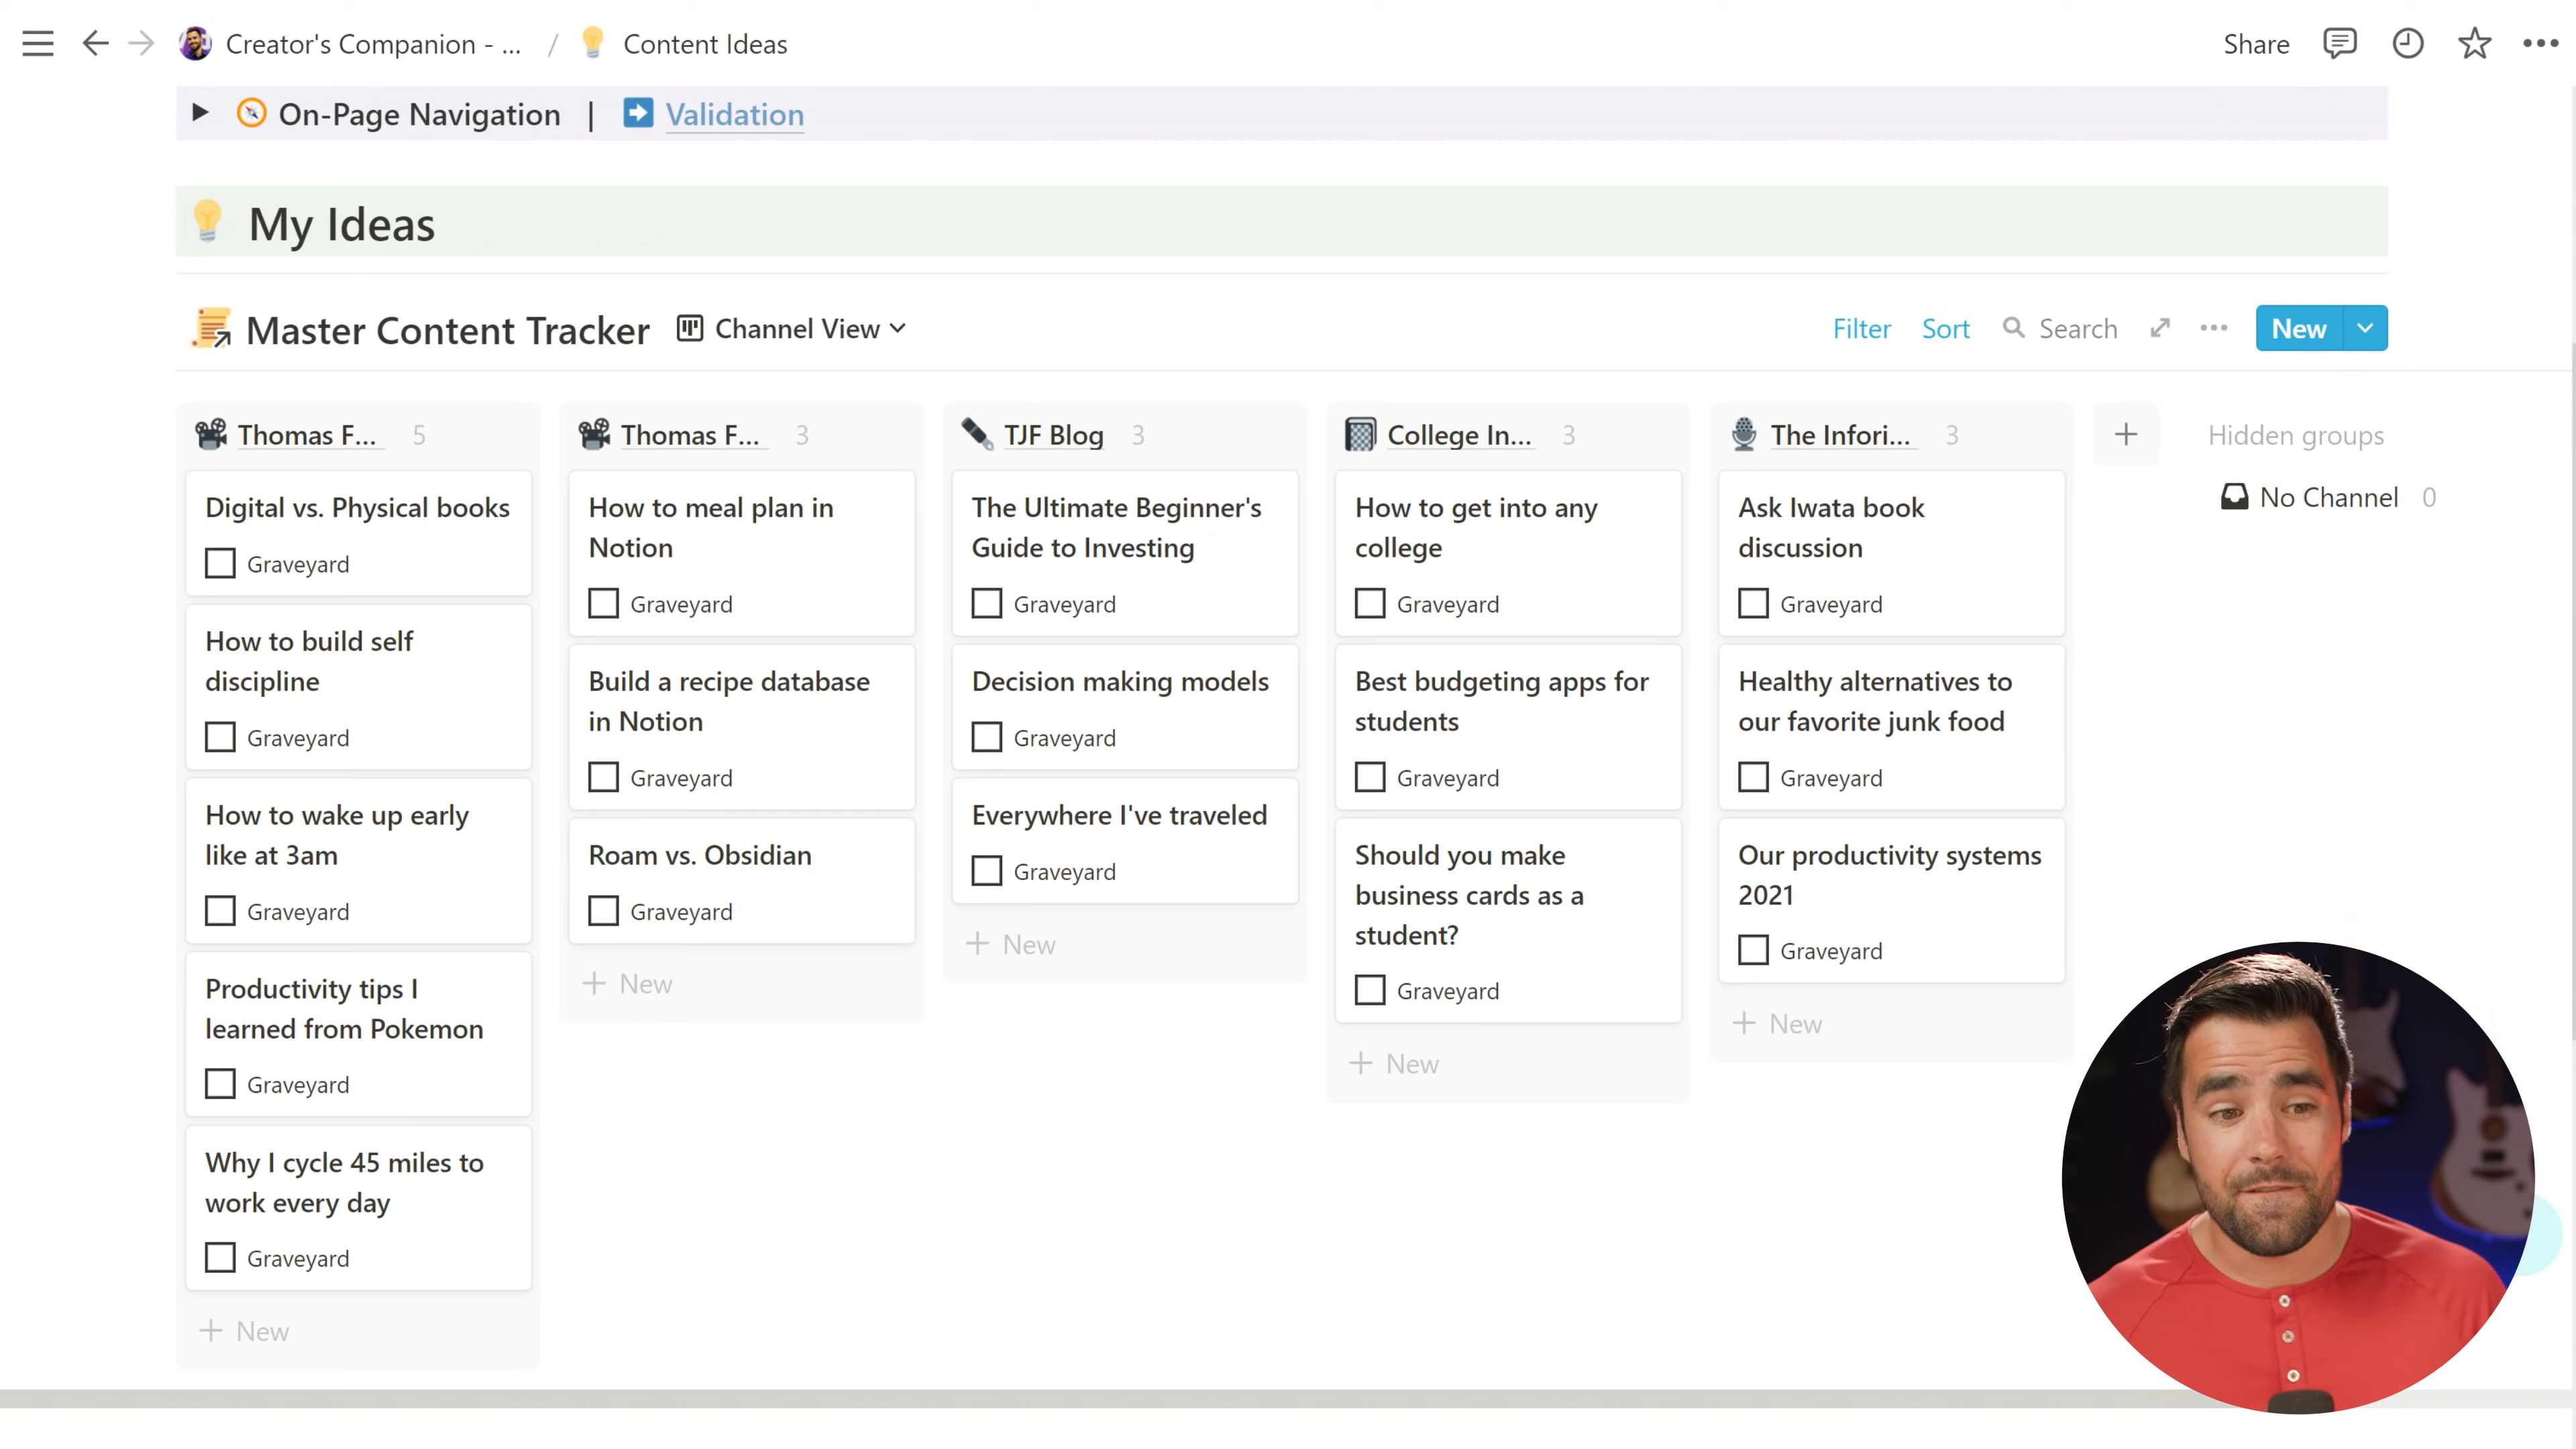 Creator's Companion - ... / Content Ideas
Share
On-Page Navigation | Validation
My Ideas
Master Content Tracker
Channel View
Filter
Sort
Search
New
Thomas F... 5
Digital vs. Physical books
Graveyard
How to build self
discipline
Graveyard
How to wake up early
like at 3am
Graveyard
Productivity tips I
learned from Pokemon
Graveyard
Why I cycle 45 miles to
work every day
Graveyard
+ New
Thomas F... 3
How to meal plan in
Notion
Graveyard
Build a recipe database
in Notion
Graveyard
Roam vs. Obsidian
Graveyard
+ New
TJF Blog 3
The Ultimate Beginner's
Guide to Investing
Graveyard
Decision making models
Graveyard
Everywhere I've traveled
Graveyard
+ New
College In... 3
How to get into any
college
Graveyard
Best budgeting apps for
students
Graveyard
Should you make
business cards as a
student?
Graveyard
+ New
The Infori... 3
Ask Iwata book
discussion
Graveyard
Healthy alternatives to
our favorite junk food
Graveyard
Our productivity systems
2021
Graveyard
+ New
Hidden groups
No Channel 0